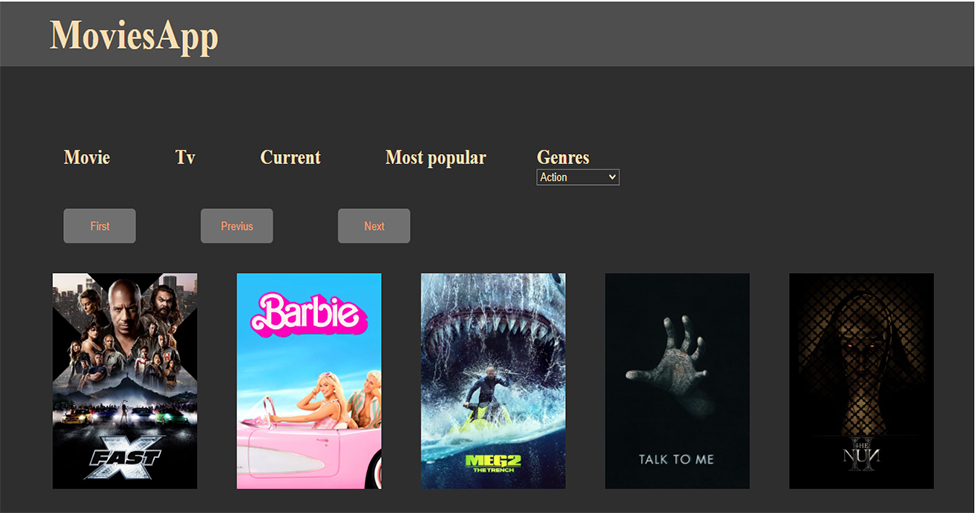 MoviesApp
Movie Tv Current Most popular Genres
Action
First Previus Next
FAST X
Barbie
MEG2
THE TRENCH
TALK TO ME
THE
NUN
II